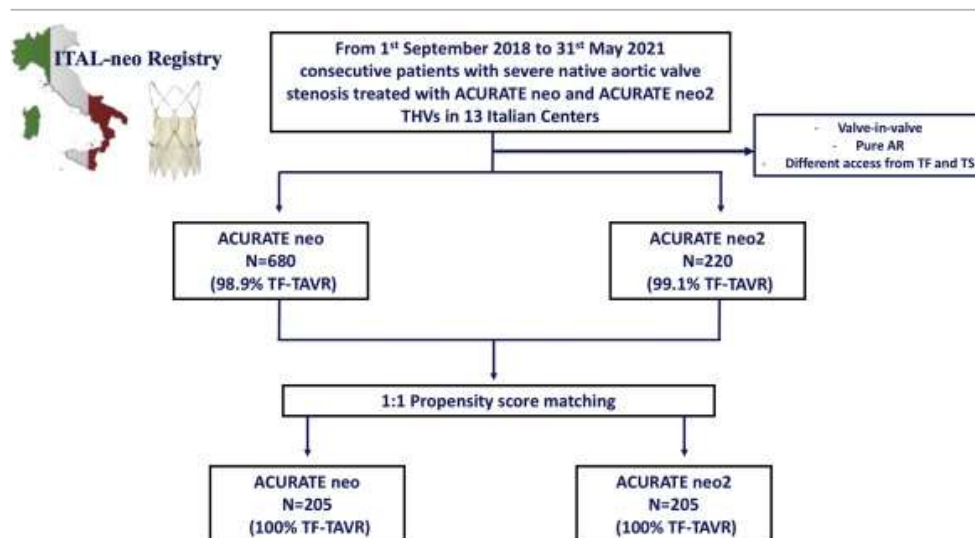 ITAL-neo Registry
From 1st September 2018 to 31st May 2021
consecutive patients with severe native aortic valve
stenosis treated with ACURATE neo and ACURATE neo2
THVs in 13 Italian Centers
- Valve-in-valve
- Pure AR
- Different access from TF and TS
ACURATE neo
N=680
(98.9% TF-TAVR)
ACURATE neo2
N=220
(99.1% TF-TAVR)
1:1 Propensity score matching
ACURATE neo
N=205
(100% TF-TAVR)
ACURATE neo2
N=205
(100% TF-TAVR)